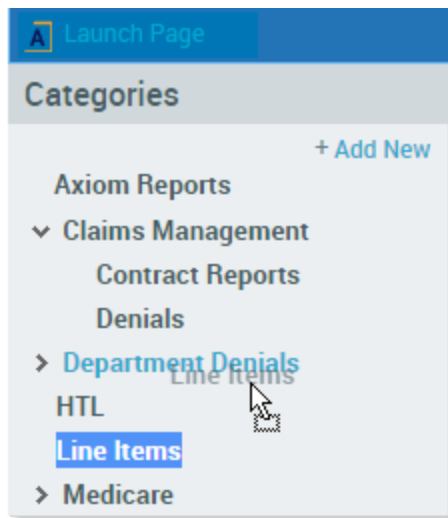 A Launch Page
Categories
+ Add New
Axiom Reports
Claims Management
Contract Reports
Denials
Department Denials
Line Items
HTL
Line Items
Medicare